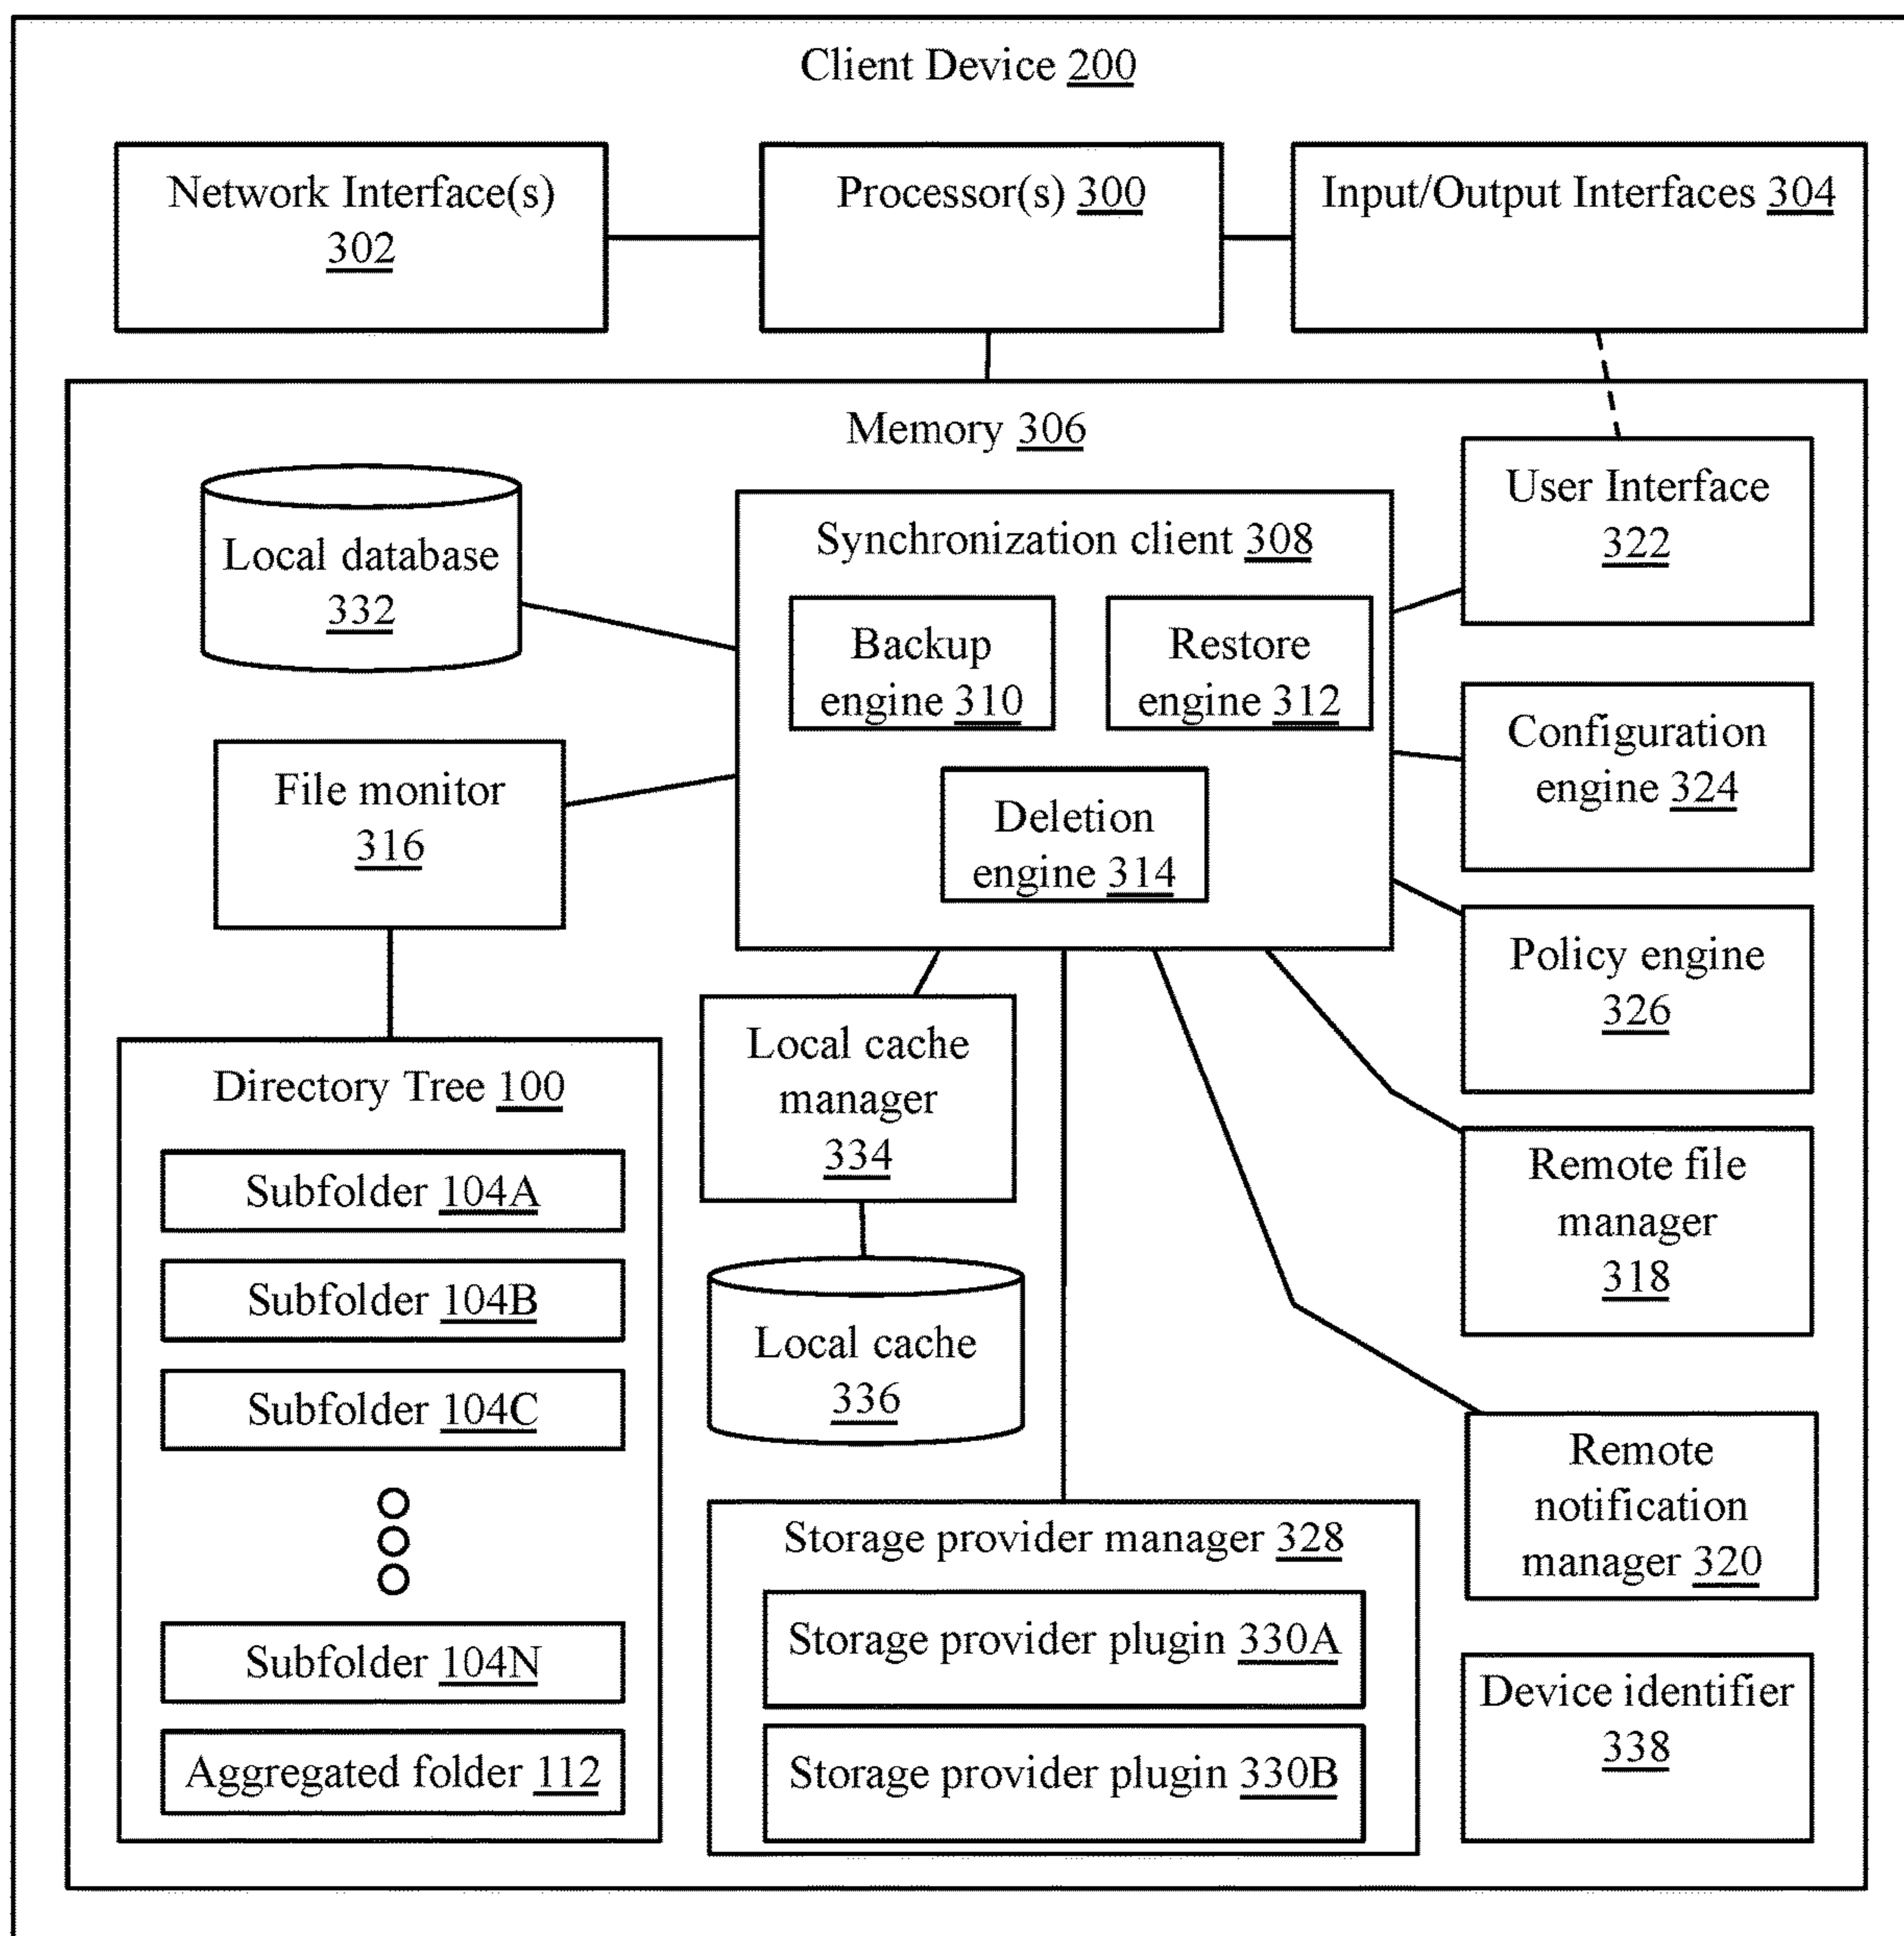 Client Device 200
Network Interface(s)
302
Processor(s) 300
Input/Output Interfaces 304
Memory 306
Local database
332
Synchronization client 308
Backup
engine 310
Restore
engine 312
Deletion
engine 314
User Interface
322
Configuration
engine 324
Policy engine
326
File monitor
316
Directory Tree 100
Subfolder 104A
Subfolder 104B
Subfolder 104C
Subfolder 104N
Aggregated folder 112
Local cache
manager
334
Local cache
336
Remote file
manager
318
Remote
notification
manager 320
Storage provider manager 328
Storage provider plugin 330A
Storage provider plugin 330B
Device identifier
338